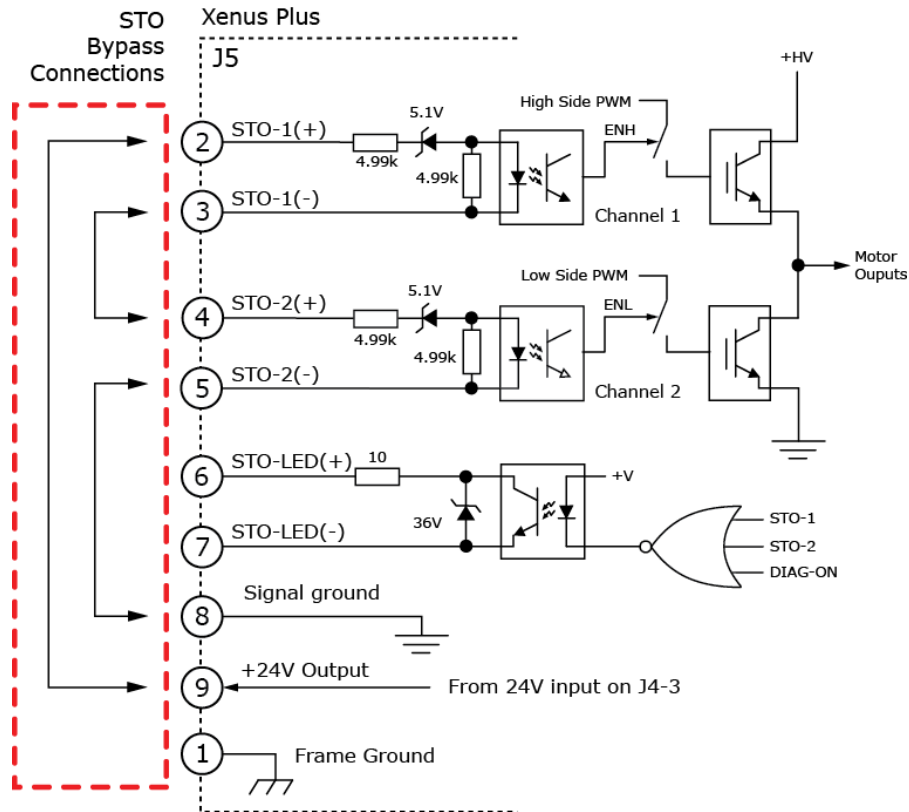 STO
Bypass
Connections
Xenus Plus
J5
+HV
High Side PWM
2
STO-1(+)
5.1V
ENH
4.99k
4.99k
3
STO-1(-)
Channel 1
Motor
Ouputs
Low Side PWM
4
STO-2(+)
5.1V
ENL
4.99k
4.99k
5
STO-2(-)
Channel 2
6
STO-LED(+)
10
+V
36V
7
STO-LED(-)
STO-1
STO-2
DIAG-ON
8
Signal ground
9
+24V Output
From 24V input on J4-3
1
Frame Ground